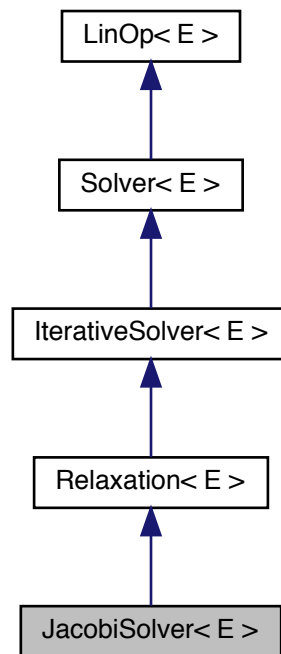 LinOp< E >
Solver< E >
IterativeSolver< E >
Relaxation< E >
JacobiSolver< E >